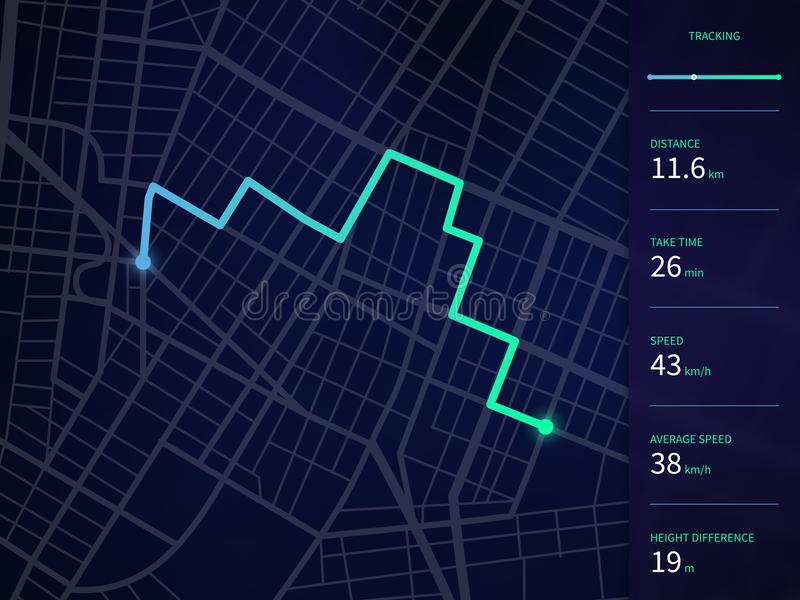 TRACKING
DISTANCE
11.6 km
TAKE TIME
26 min
SPEED
43 km/h
AVERAGE SPEED
38 km/h
HEIGHT DIFFERENCE
19 m
dreamstime